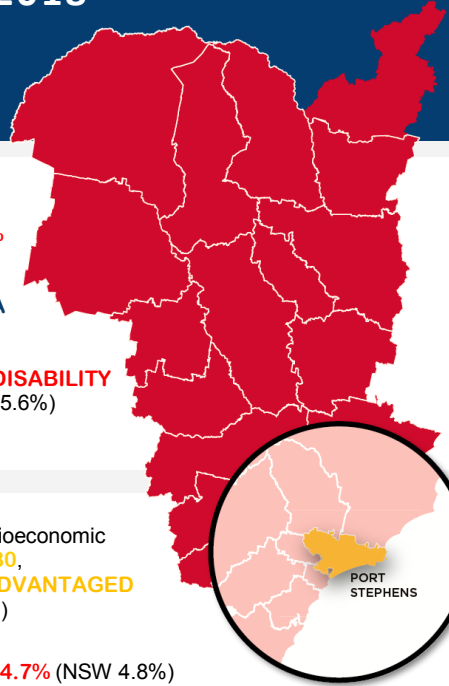 DISABILITY
5.6%)
ioeconomic
30,
DVANTAGED
)
4.7% (NSW 4.8%)
PORT
STEPHENS